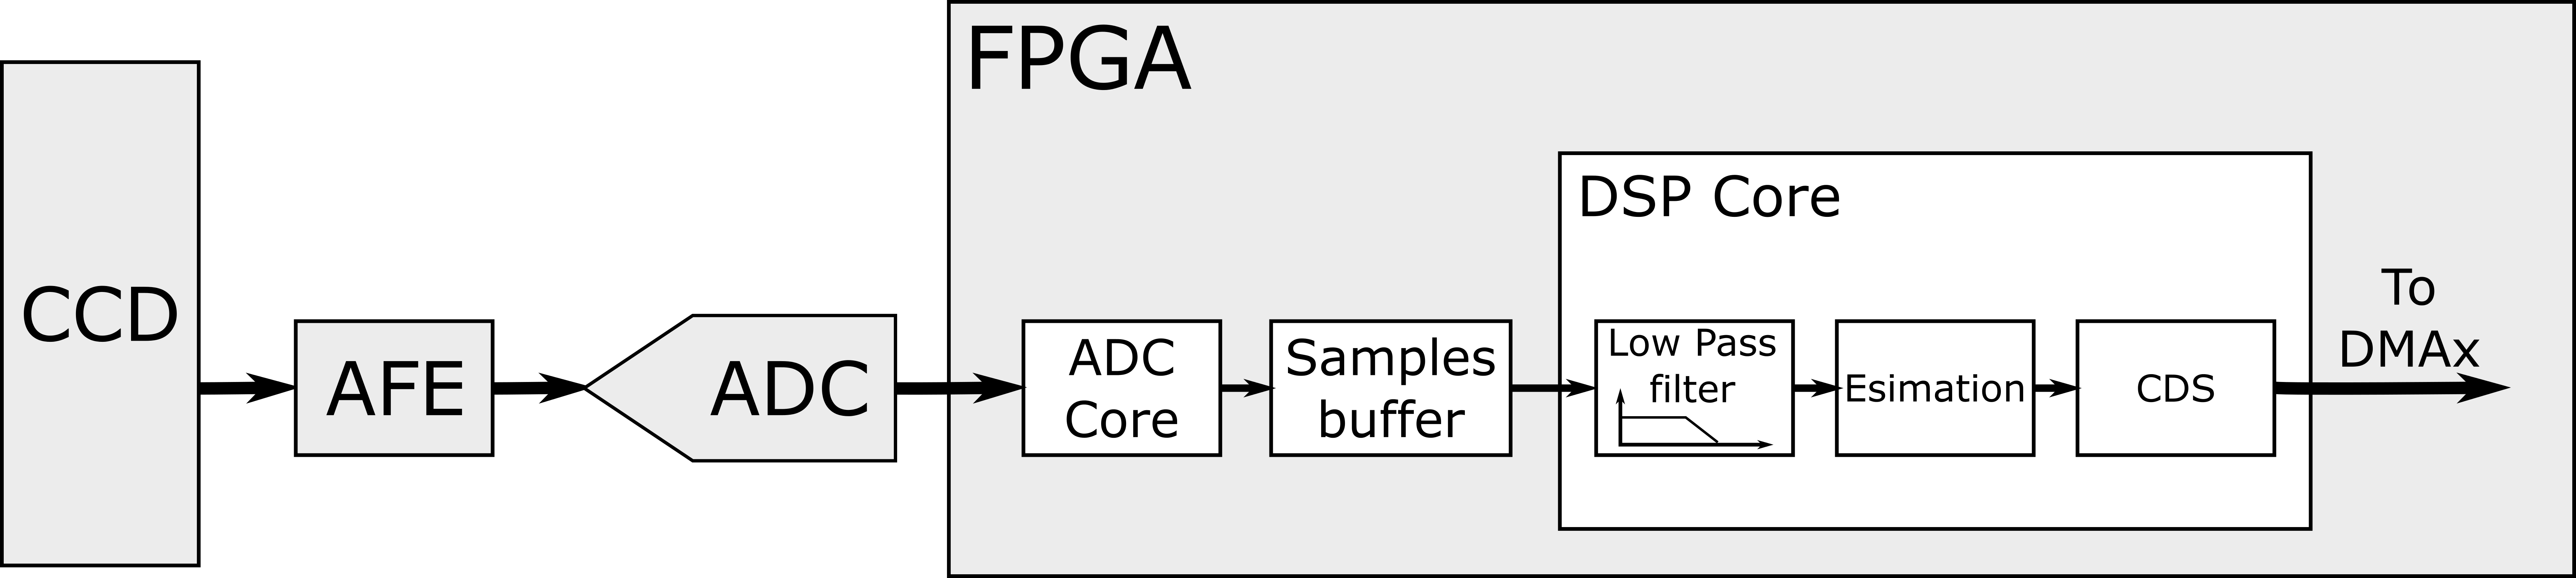 FPGA
DSP Core
CCD
AFE
ADC
ADC
Core
Samples
buffer
Low Pass
filter
Esimation
CDS
To
DMAx